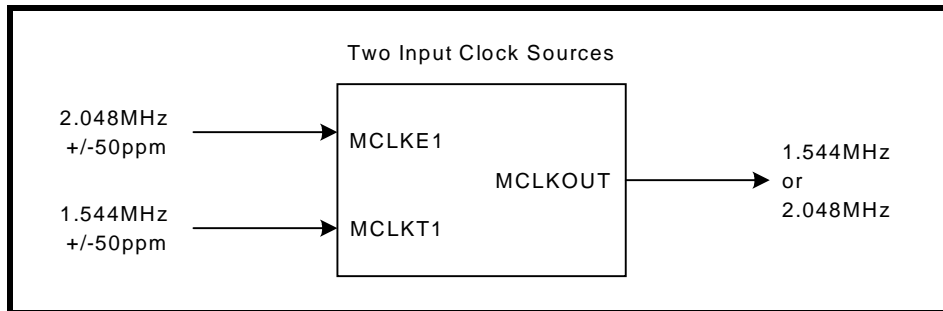 Two Input Clock Sources
2.048MHz
+/-50ppm
MCLKE1
MCLKOUT
1.544MHz
or
2.048MHz
1.544MHz
+/-50ppm
MCLKT1